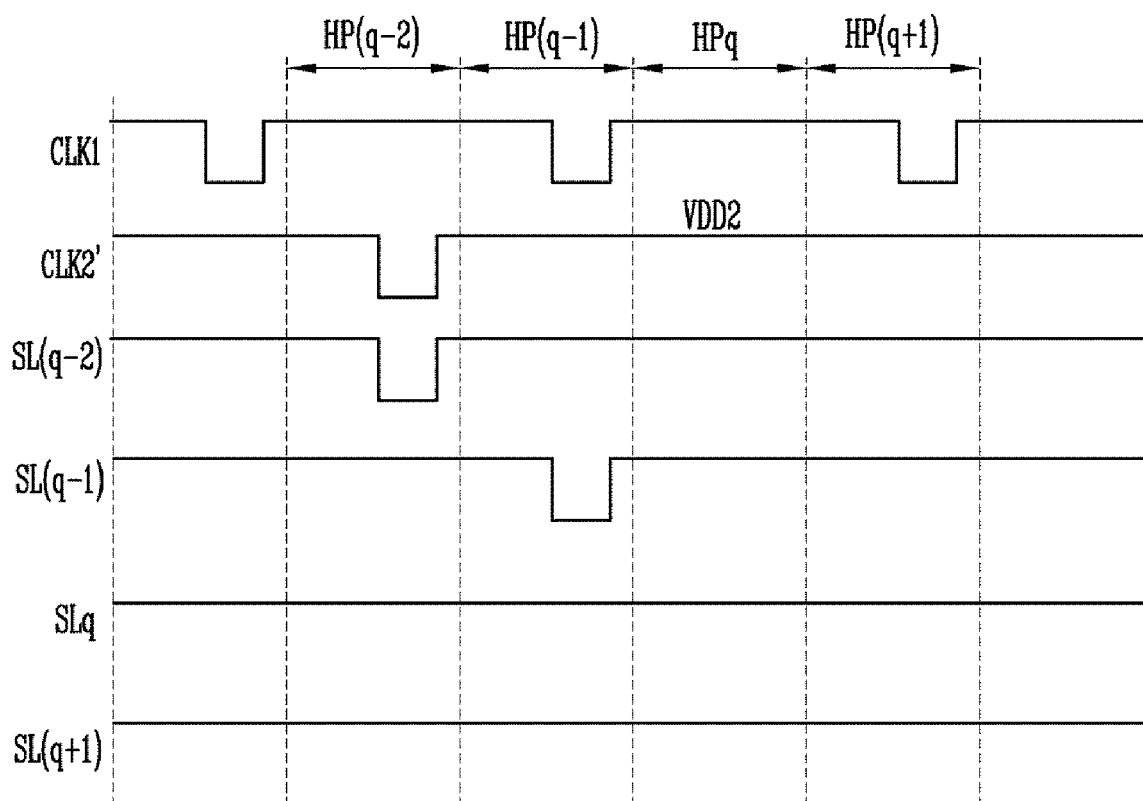 HP(q-2) HP(q-1) HPq HP(q+1)
CLK1
VDD2
CLK2'
SL(q-2)
SL(q-1)
SLq
SL(q+1)